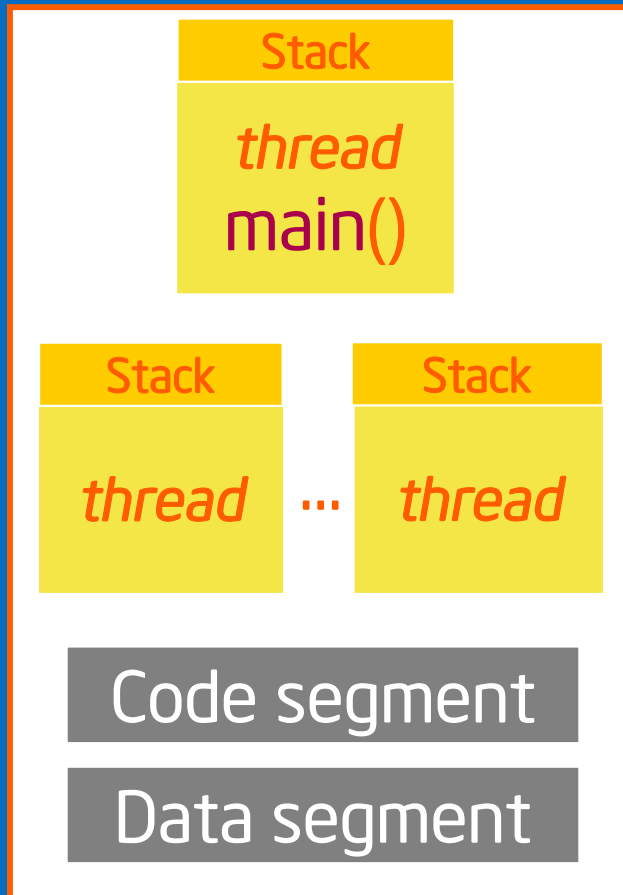 Stack
thread
main()
Stack
Stack
thread
...
thread
Code segment
Data segment